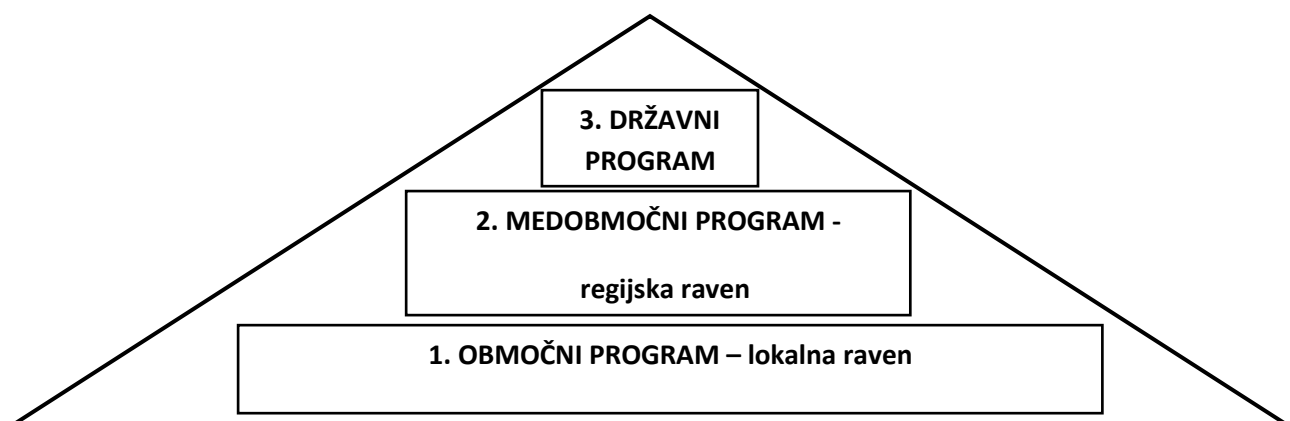 3. DRŽAVNI
PROGRAM
2. MEDOBMOČNI PROGRAM -
regijska raven
1. OBMOČNI PROGRAM – lokalna raven